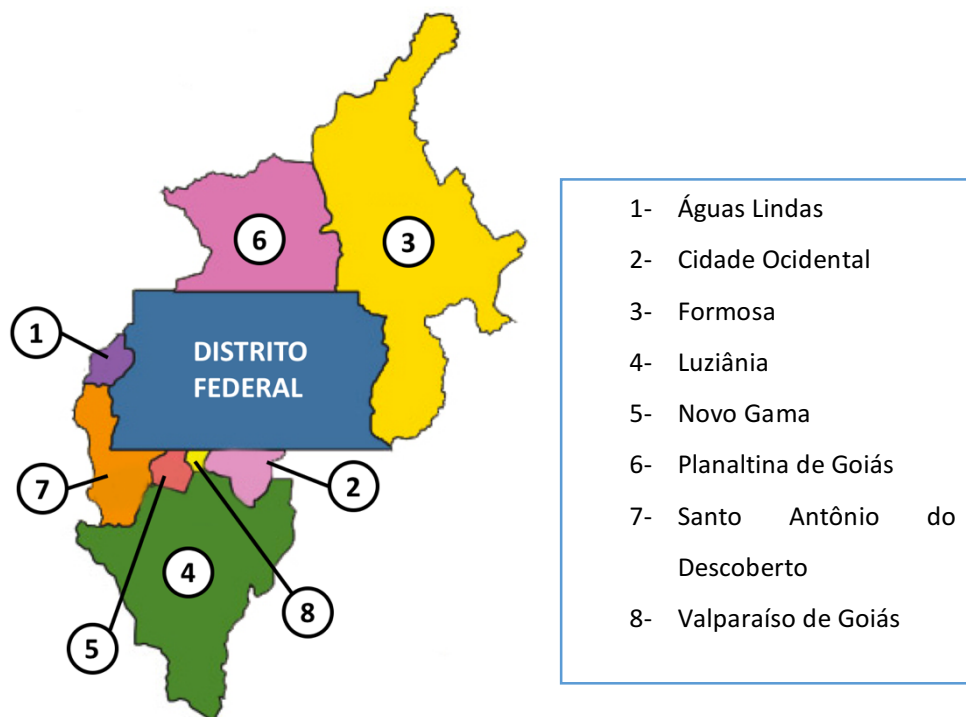 6
3
1
DISTRITO
FEDERAL
7
2
4
8
5
1- Águas Lindas
2- Cidade Ocidental
3- Formosa
4- Luziânia
5- Novo Gama
6- Planaltina de Goiás
7- Santo Antônio do
Descoberto
8- Valparaíso de Goiás